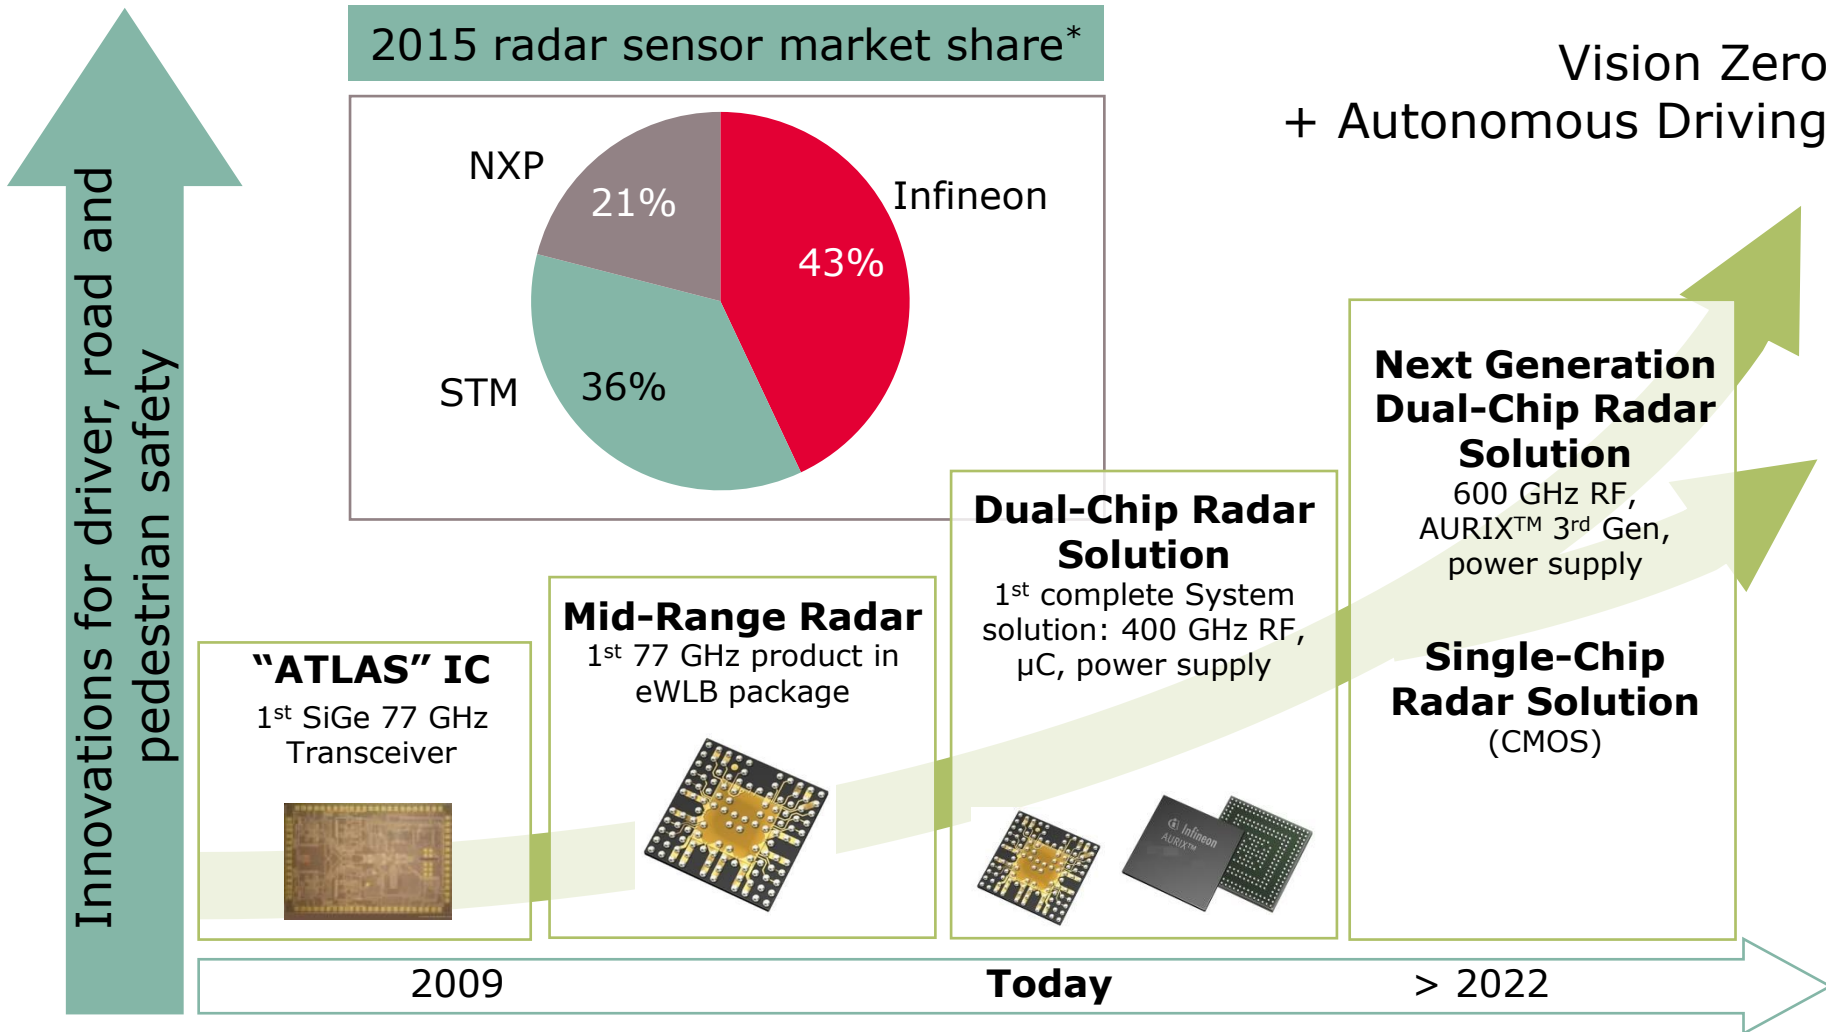 2015 radar sensor market share*
Vision Zero
+ Autonomous Driving
Innovations for driver, road and
pedestrian safety
NXP
21%
Infineon
43%
STM
36%
“ATLAS” IC
1st SiGe 77 GHz
Transceiver
Mid-Range Radar
1st 77 GHz product in
eWLB package
Dual-Chip Radar
Solution
1st complete System
solution: 400 GHz RF,
µC, power supply
Infineon
AURIX™
Next Generation
Dual-Chip Radar
Solution
600 GHz RF,
AURIX™ 3rd Gen,
power supply
Single-Chip
Radar Solution
(CMOS)
2009
Today
> 2022